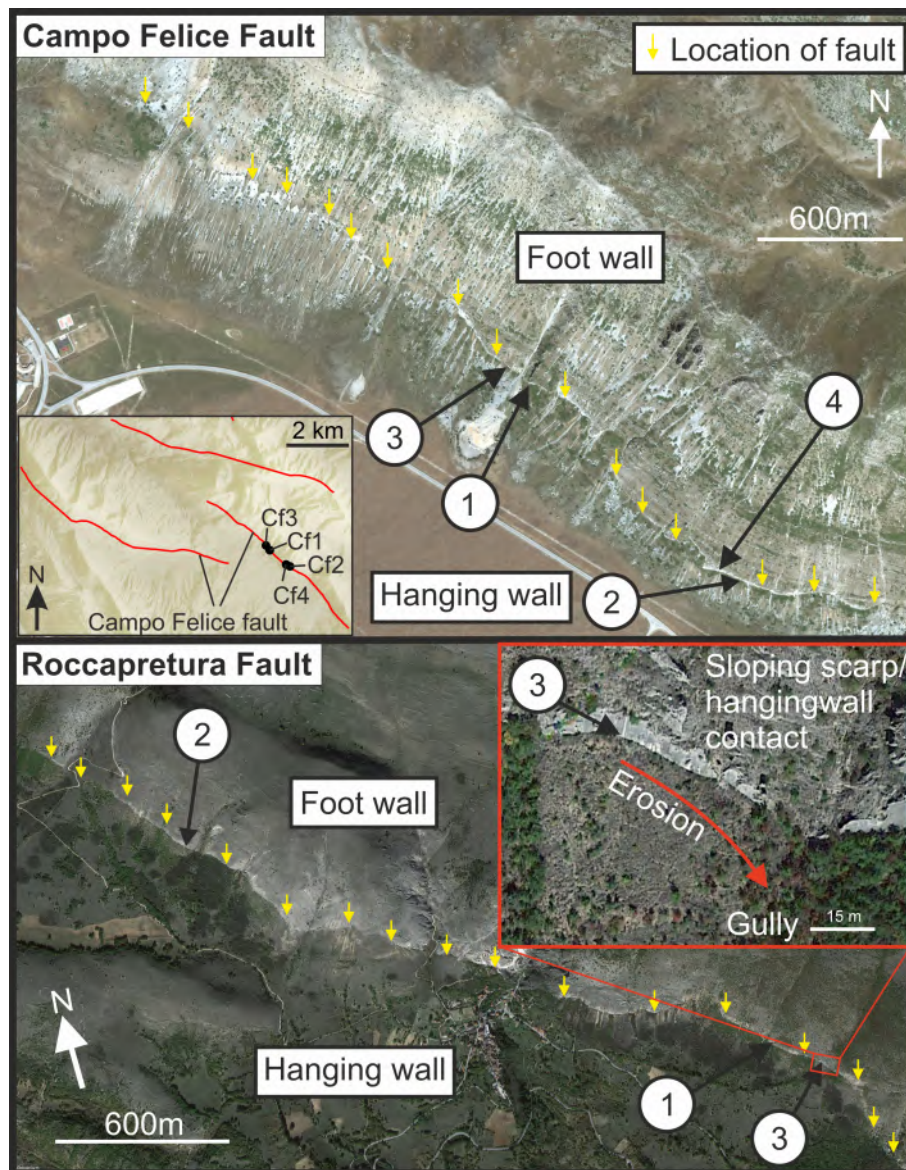 Campo Felice Fault
Location of fault
N
600m
Foot wall
4
3
1
2 km
Cf3
Cf1
Cf2
Cf4
N
Campo Felice fault
Hanging wall
2
Roccapretura Fault
3
Sloping scarp/
hangingwall
contact
2
Foot wall
Erosion
Gully
15 m
N
Hanging wall
1
3
600m